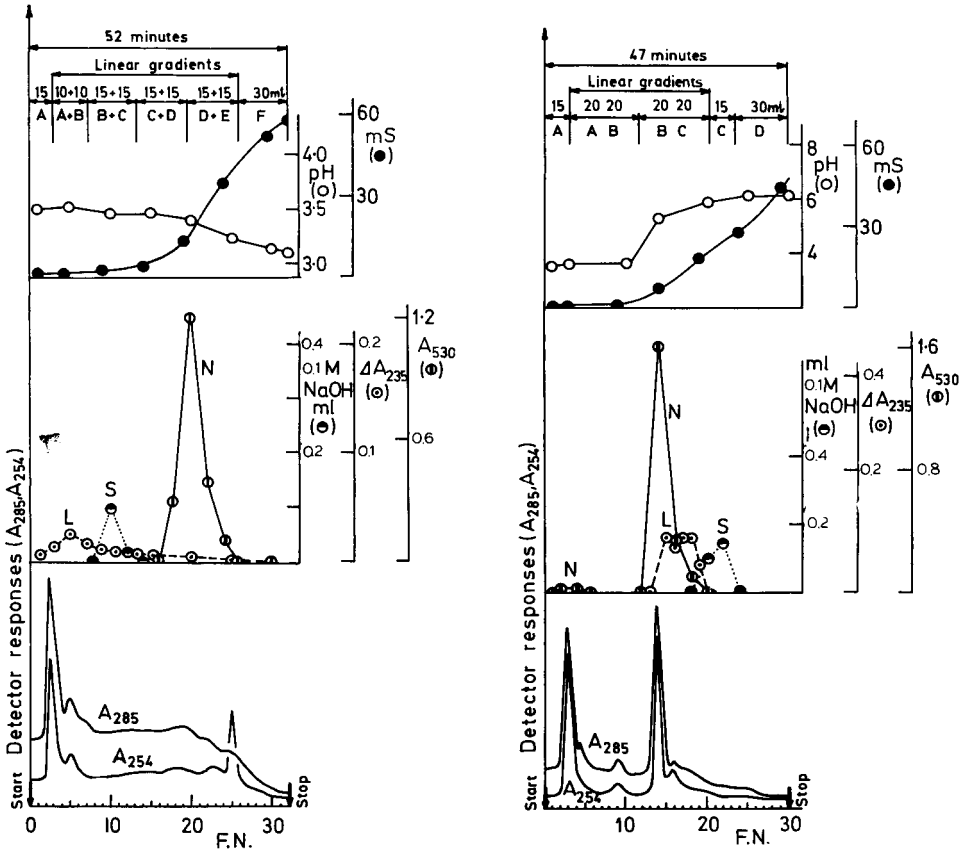 52 minutes
Linear gradients
15 10+10 15+15 15+15 15+15 30ml
A A+B B+C C+D D+E F
60
mS
(●)
4.0
pH
(○)
30
3.5
3.0
1.2
A530
(⦶)
0.4
0.1M
NaOH
ml
(◓)
0.2
0.2
ΔA235
(⊙)
0.1
0.6
N
L
S
Detector responses (A285,A254)
A285
A254
Start
Stop
0 10 20 30
F.N.
47 minutes
Linear gradients
15 20 20 20 20 15 30ml
A A B B C C D
8
pH
(○)
6
4
60
mS
(●)
30
1.6
A530
(⦶)
0.8
ml
0.1M
NaOH
(◓)
0.4
0.2
0.4
ΔA235
(⊙)
0.2
N
L
S
N
Detector responses (A285,A254)
A285
A254
Start
Stop
10 20 30
F.N.